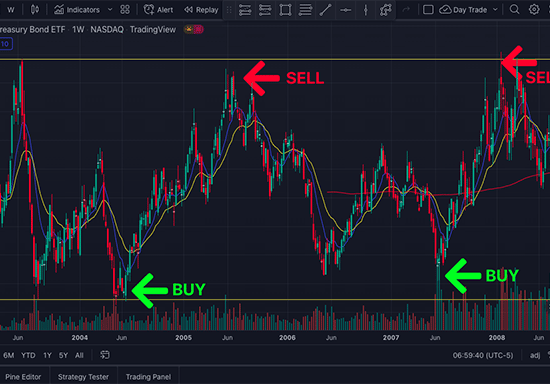 W Indicators Alert Replay Day Trade
reasury Bond ETF · 1W · NASDAQ TradingView
10
SELL
SEL
BUY
BUY
Jun 2004 Jun 2005 Jun 2006 Jun 2007 Jun 2008 Jun
6M YTD 1Y 5Y All 06:59:40 (UTC-5) adj
Pine Editor Strategy Tester Trading Panel